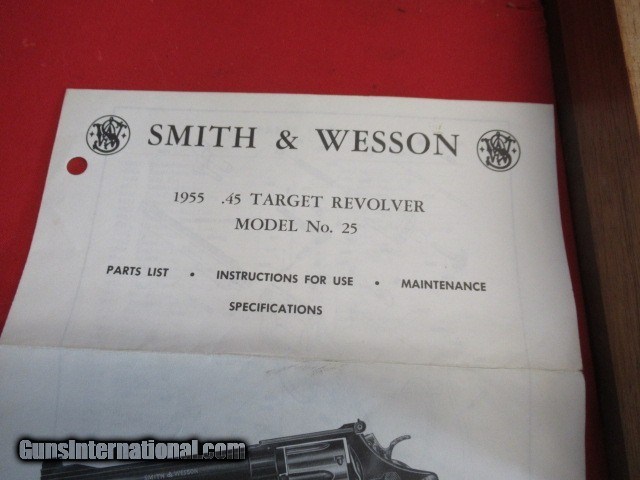 SMITH & WESSON
1955 .45 TARGET REVOLVER
MODEL No. 25
PARTS LIST • INSTRUCTIONS FOR USE • MAINTENANCE
SPECIFICATIONS
SMITH & WESSON
GunsInternational.com